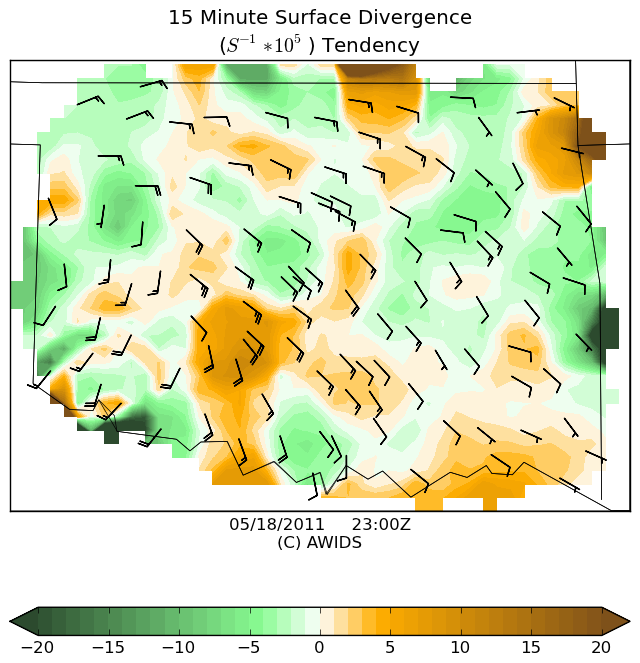 15 Minute Surface Divergence
(S⁻¹ *10⁵ ) Tendency
05/18/2011 23:00Z
(C) AWIDS
−20 −15 −10 −5 0 5 10 15 20